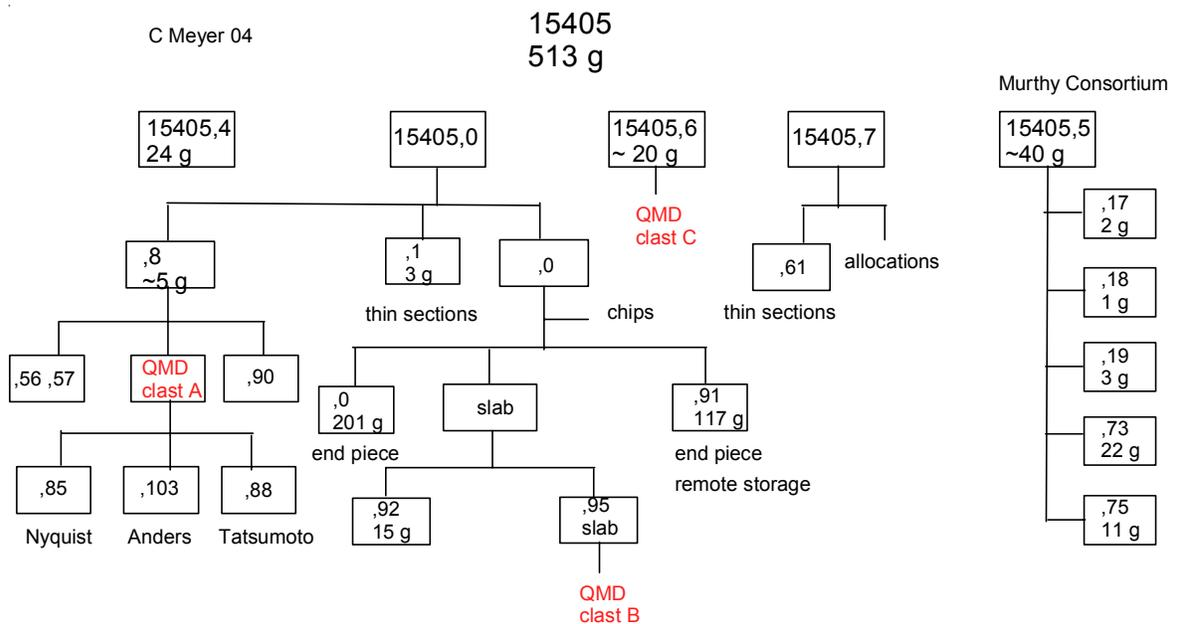 C Meyer 04
15405
513 g
Murthy Consortium
15405,4
24 g
15405,0
15405,6
~ 20 g
15405,7
15405,5
~40 g
QMD
clast C
,17
2 g
,8
~5 g
,1
3 g
,0
,61
allocations
,18
1 g
thin sections
chips
thin sections
,56 ,57
QMD
clast A
,90
,19
3 g
,0
201 g
slab
,91
117 g
,73
22 g
end piece
end piece
remote storage
,85
,103
,88
,92
15 g
,95
slab
,75
11 g
Nyquist
Anders
Tatsumoto
QMD
clast B